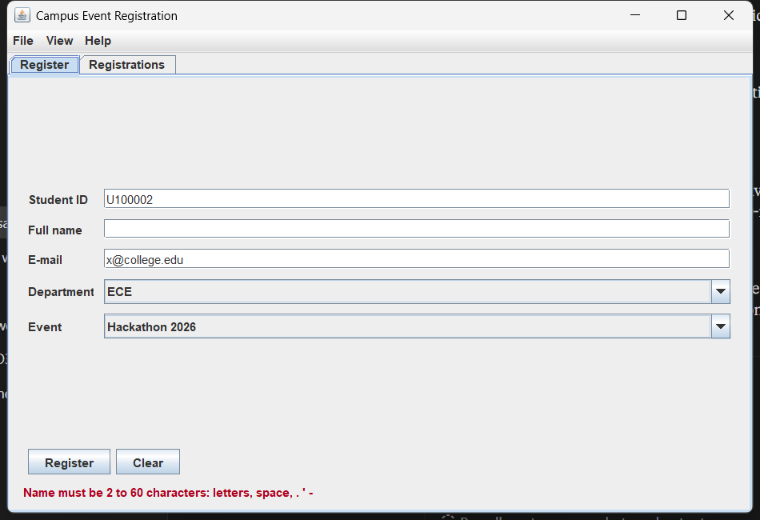 Campus Event Registration
File View Help
Register Registrations
Student ID U100002
Full name
E-mail x@college.edu
Department ECE
Event Hackathon 2026
Register Clear
Name must be 2 to 60 characters: letters, space, . ' -